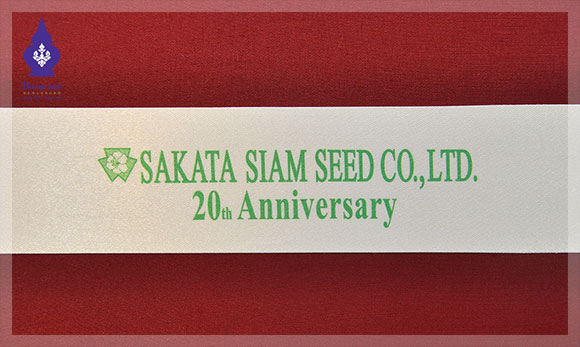 SAKATA SIAM SEED CO.,LTD.
20th Anniversary